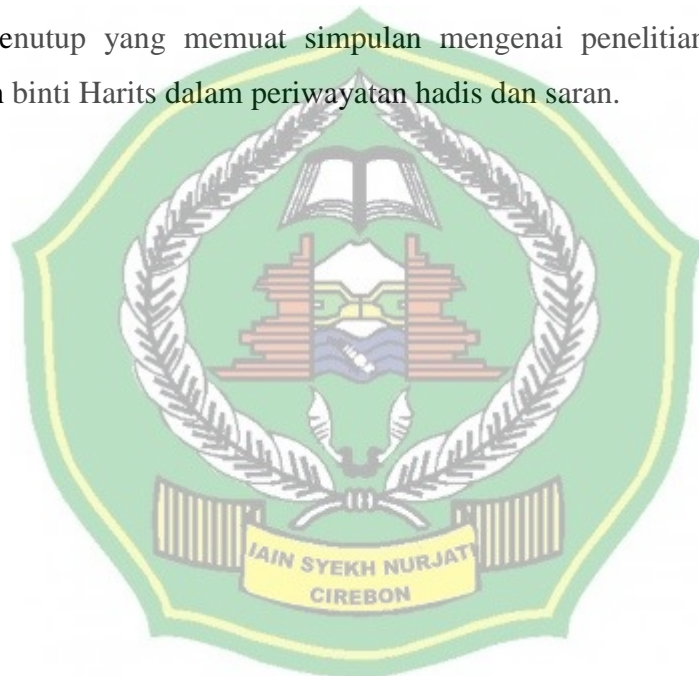 enutup yang memuat simpulan mengenai penelitian
binti Harits dalam periwayatan hadis dan saran.
IAIN SYEKH NURJATI
CIREBON